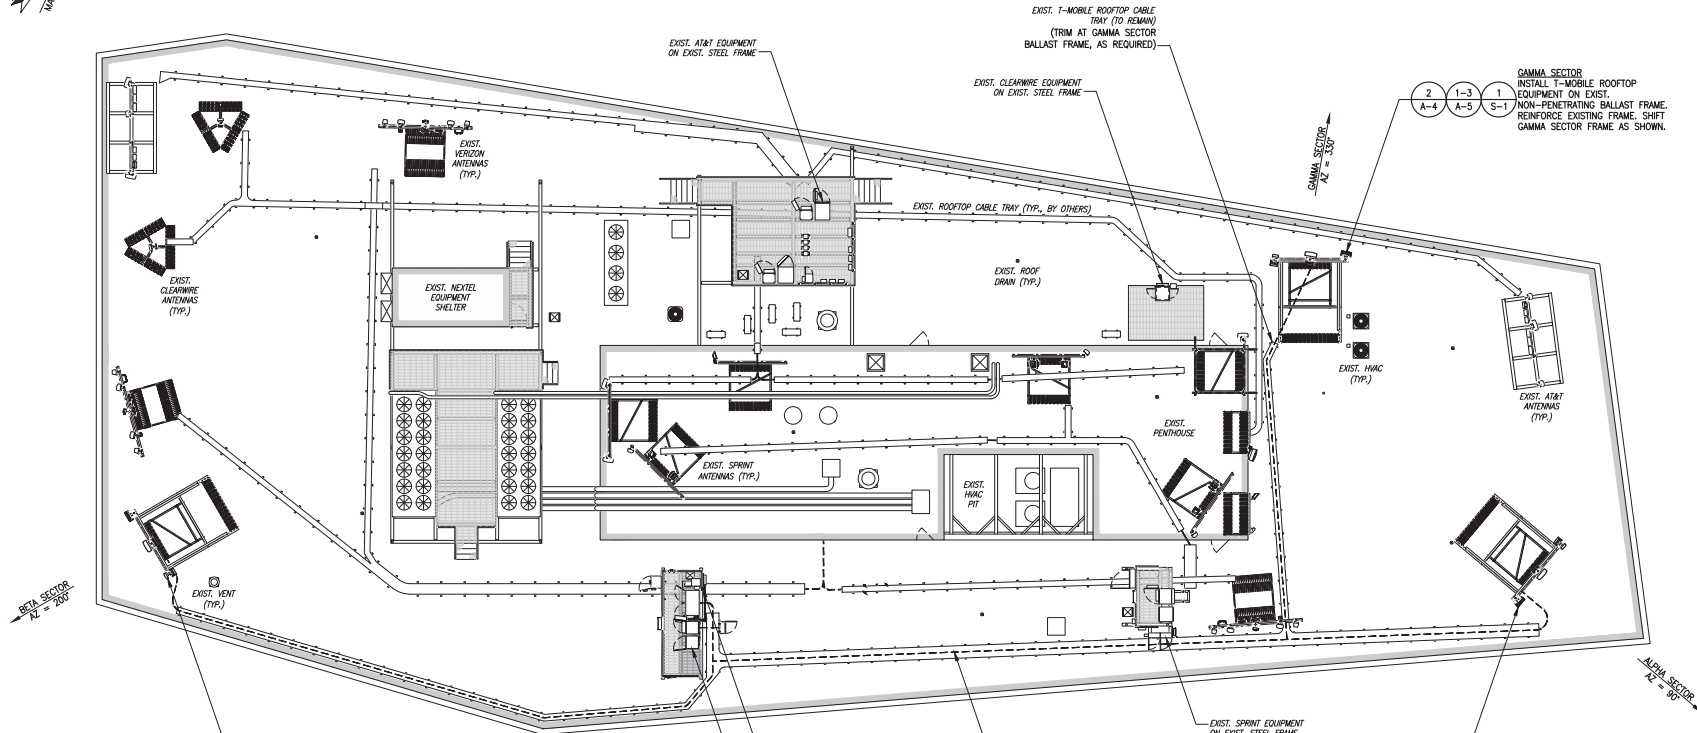 MA
EXIST. T-MOBILE ROOFTOP CABLE
TRAY (TO REMAIN)
(TRIM AT GAMMA SECTOR
BALLAST FRAME, AS REQUIRED)
EXIST. AT&T EQUIPMENT
ON EXIST. STEEL FRAME
EXIST. CLEARWIRE EQUIPMENT
ON EXIST. STEEL FRAME
2
A-4
1-3
A-5
1
S-1
GAMMA SECTOR
INSTALL T-MOBILE ROOFTOP
EQUIPMENT ON EXIST.
NON-PENETRATING BALLAST FRAME.
REINFORCE EXISTING FRAME. SHIFT
GAMMA SECTOR FRAME AS SHOWN.
GAMMA SECTOR
AZ = 330°
EXIST.
VERIZON
ANTENNAS
(TYP.)
EXIST. ROOFTOP CABLE TRAY (TYP., BY OTHERS)
EXIST.
CLEARWIRE
ANTENNAS
(TYP.)
EXIST. NEXTEL
EQUIPMENT
SHELTER
EXIST. ROOF
DRAIN (TYP.)
EXIST. HVAC
(TYP.)
EXIST. AT&T
ANTENNAS
(TYP.)
EXIST.
PENTHOUSE
EXIST. SPRINT
ANTENNAS (TYP.)
EXIST.
HVAC
PIT
EXIST. VENT
(TYP.)
BETA SECTOR
AZ = 200°
ALPHA SECTOR
AZ = 90°
EXIST. SPRINT EQUIPMENT
ON EXIST. STEEL FRAME